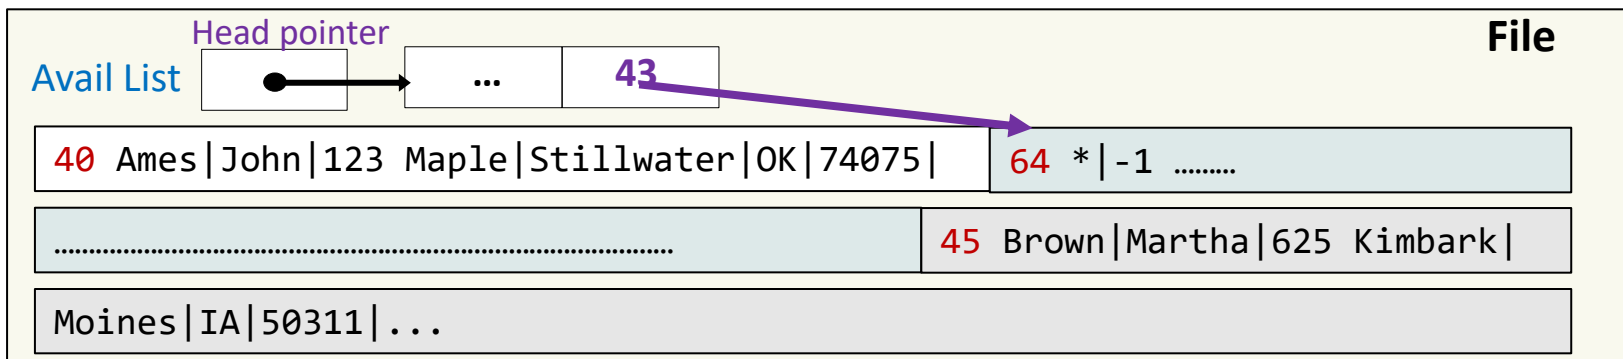 Head pointer
File
Avail List ... 43
40 Ames|John|123 Maple|Stillwater|OK|74075| 64 *|-1 .........
.......................................................................... 45 Brown|Martha|625 Kimbark|
Moines|IA|50311|...